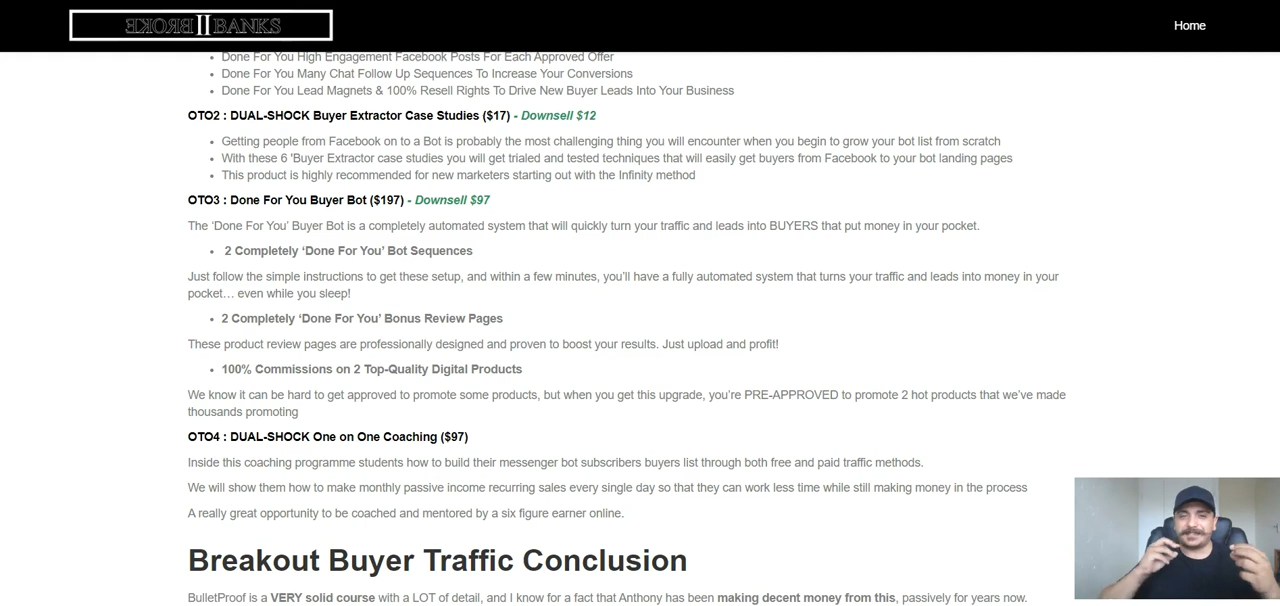 BROKE II BANKS
Home
Done For You High Engagement Facebook Posts For Each Approved Offer
Done For You Many Chat Follow Up Sequences To Increase Your Conversions
Done For You Lead Magnets & 100% Resell Rights To Drive New Buyer Leads Into Your Business
OTO2 : DUAL-SHOCK Buyer Extractor Case Studies ($17) - Downsell $12
Getting people from Facebook on to a Bot is probably the most challenging thing you will encounter when you begin to grow your bot list from scratch
With these 6 'Buyer Extractor case studies you will get trialed and tested techniques that will easily get buyers from Facebook to your bot landing pages
This product is highly recommended for new marketers starting out with the Infinity method
OTO3 : Done For You Buyer Bot ($197) - Downsell $97
The ‘Done For You’ Buyer Bot is a completely automated system that will quickly turn your traffic and leads into BUYERS that put money in your pocket.
2 Completely ‘Done For You’ Bot Sequences
Just follow the simple instructions to get these setup, and within a few minutes, you’ll have a fully automated system that turns your traffic and leads into money in your
pocket… even while you sleep!
2 Completely ‘Done For You’ Bonus Review Pages
These product review pages are professionally designed and proven to boost your results. Just upload and profit!
100% Commissions on 2 Top-Quality Digital Products
We know it can be hard to get approved to promote some products, but when you get this upgrade, you’re PRE-APPROVED to promote 2 hot products that we’ve made
thousands promoting
OTO4 : DUAL-SHOCK One on One Coaching ($97)
Inside this coaching programme students how to build their messenger bot subscribers buyers list through both free and paid traffic methods.
We will show them how to make monthly passive income recurring sales every single day so that they can work less time while still making money in the process
A really great opportunity to be coached and mentored by a six figure earner online.
Breakout Buyer Traffic Conclusion
BulletProof is a VERY solid course with a LOT of detail, and I know for a fact that Anthony has been making decent money from this, passively for years now.